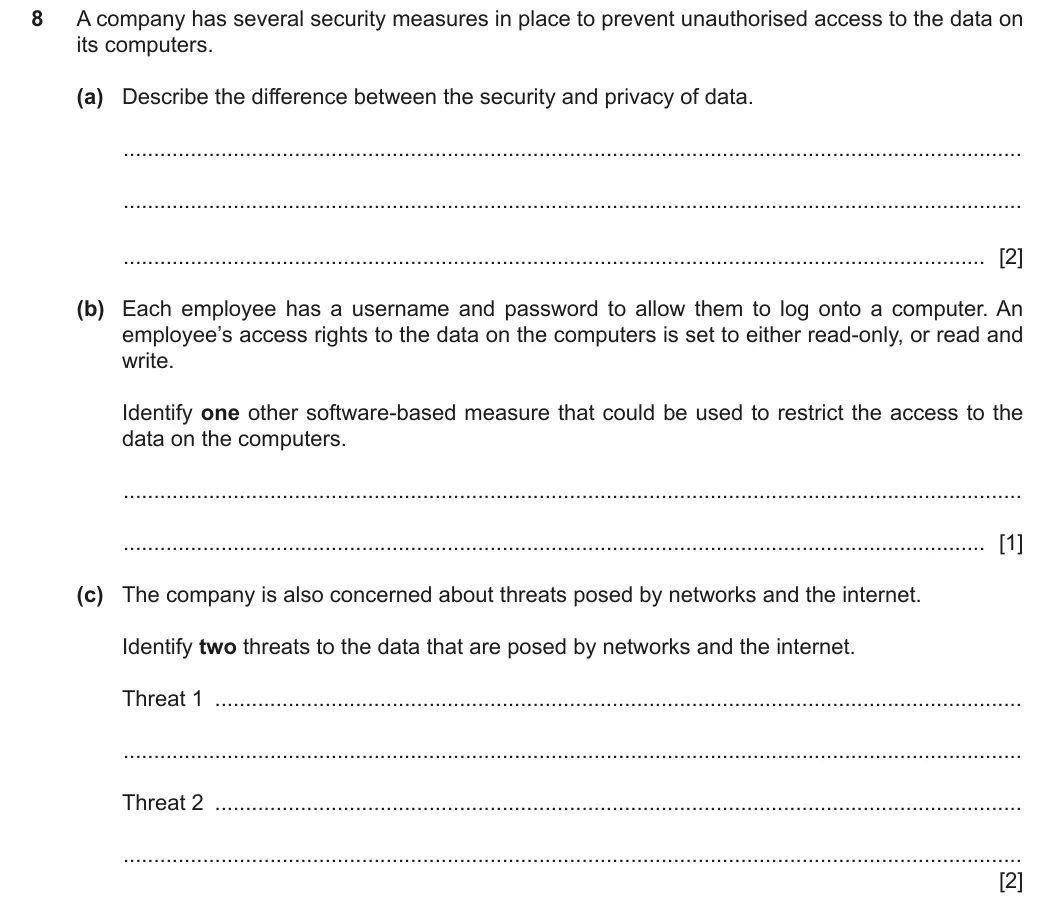 8 A company has several security measures in place to prevent unauthorised access to the data on
its computers.
(a) Describe the difference between the security and privacy of data.
..........................................................................................................................................................
..........................................................................................................................................................
.................................................................................................................................................... [2]
(b) Each employee has a username and password to allow them to log onto a computer. An
employee’s access rights to the data on the computers is set to either read-only, or read and
write.
Identify one other software-based measure that could be used to restrict the access to the
data on the computers.
..........................................................................................................................................................
.................................................................................................................................................... [1]
(c) The company is also concerned about threats posed by networks and the internet.
Identify two threats to the data that are posed by networks and the internet.
Threat 1 ..........................................................................................................................................
..........................................................................................................................................................
Threat 2 ..........................................................................................................................................
..........................................................................................................................................................
[2]